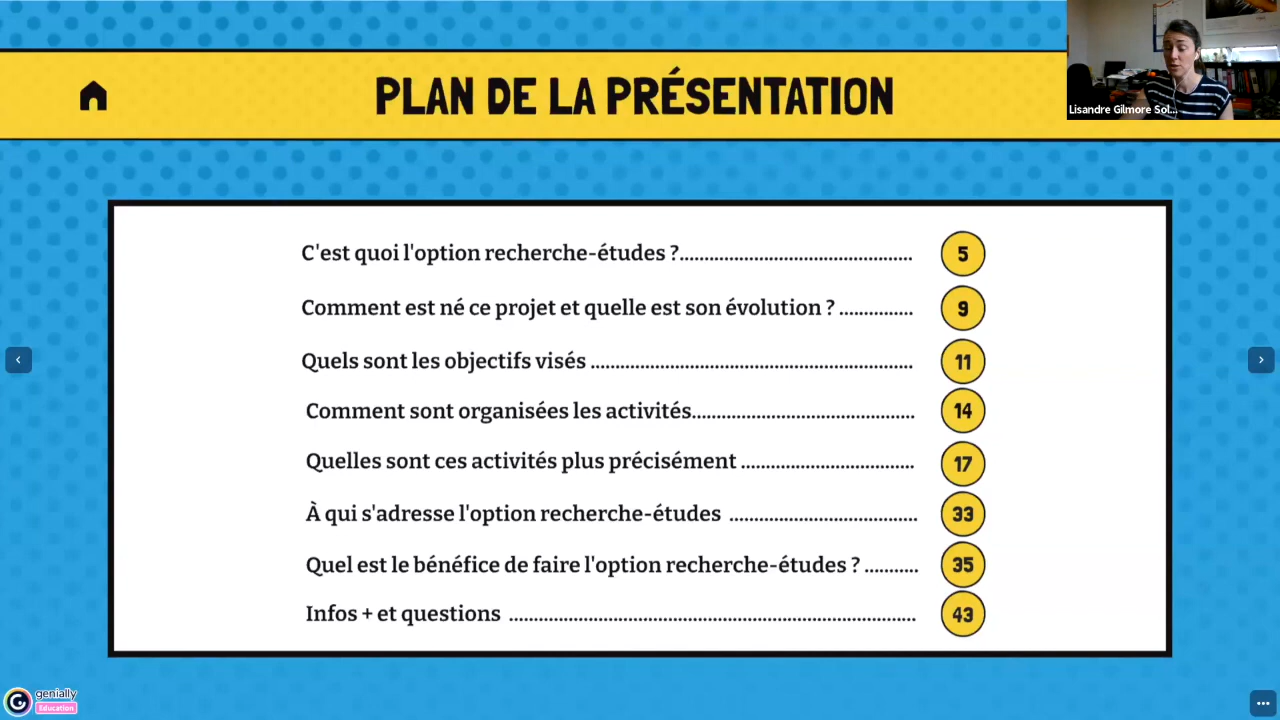 PLAN DE LA PRÉSENTATION
Lisandre Gilmore Sol...
C'est quoi l'option recherche-études ?............................................... 5
Comment est né ce projet et quelle est son évolution ? ............... 9
Quels sont les objectifs visés ................................................................. 11
Comment sont organisées les activités............................................. 14
Quelles sont ces activités plus précisément ................................... 17
À qui s'adresse l'option recherche-études ...................................... 33
Quel est le bénéfice de faire l'option recherche-études ? ........... 35
Infos + et questions .................................................................................. 43
genially
Education